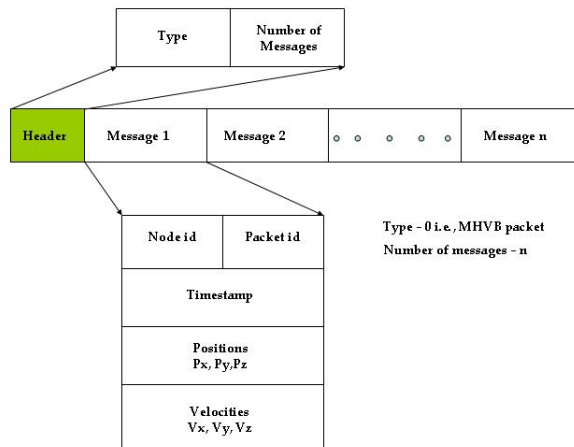 Type
Number of
Messages
Header
Message 1
Message 2
Message n
Node id
Packet id
Type - 0 i.e., MHVB packet
Number of messages - n
Timestamp
Positions
Px, Py,Pz
Velocities
Vx, Vy, Vz